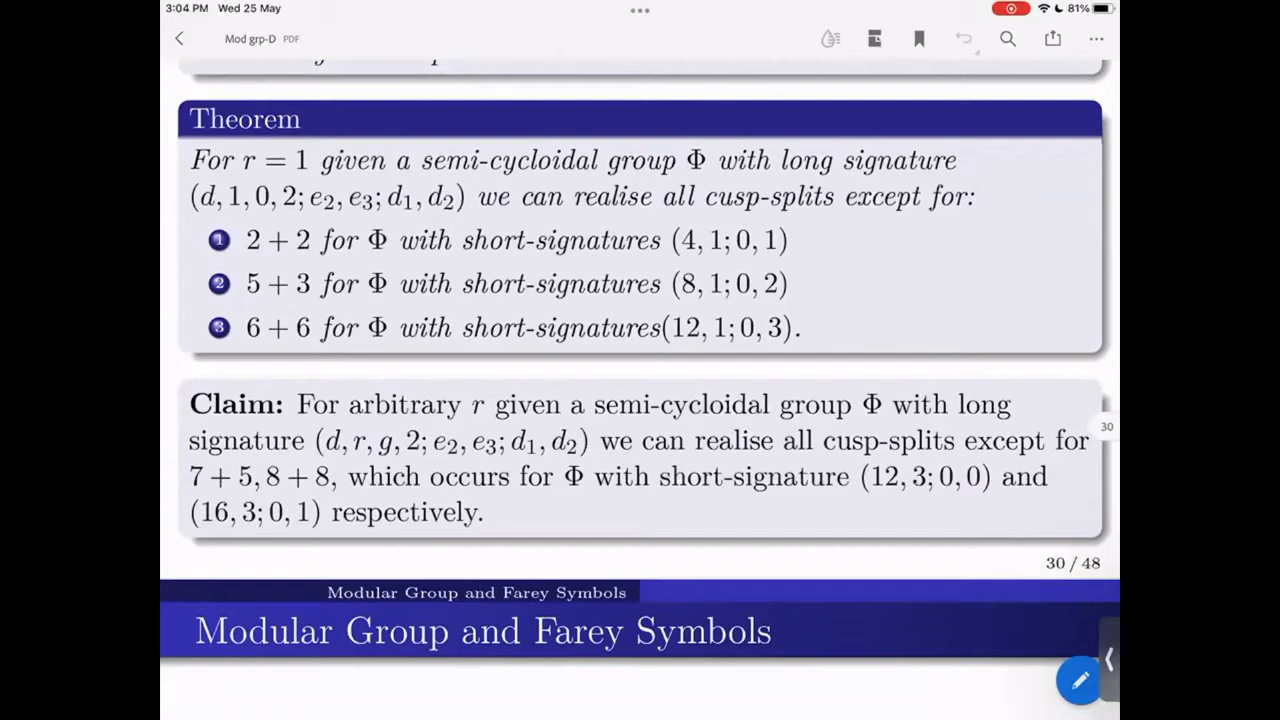 3:04 PM Wed 25 May
81%
Mod grp-D PDF
Theorem
For r = 1 given a semi-cycloidal group Φ with long signature
(d, 1, 0, 2; e₂, e₃; d₁, d₂) we can realise all cusp-splits except for:
1 2 + 2 for Φ with short-signatures (4, 1; 0, 1)
2 5 + 3 for Φ with short-signatures (8, 1; 0, 2)
3 6 + 6 for Φ with short-signatures(12, 1; 0, 3).
Claim: For arbitrary r given a semi-cycloidal group Φ with long
signature (d, r, g, 2; e₂, e₃; d₁, d₂) we can realise all cusp-splits except for
30
7 + 5, 8 + 8, which occurs for Φ with short-signature (12, 3; 0, 0) and
(16, 3; 0, 1) respectively.
30 / 48
Modular Group and Farey Symbols
Modular Group and Farey Symbols